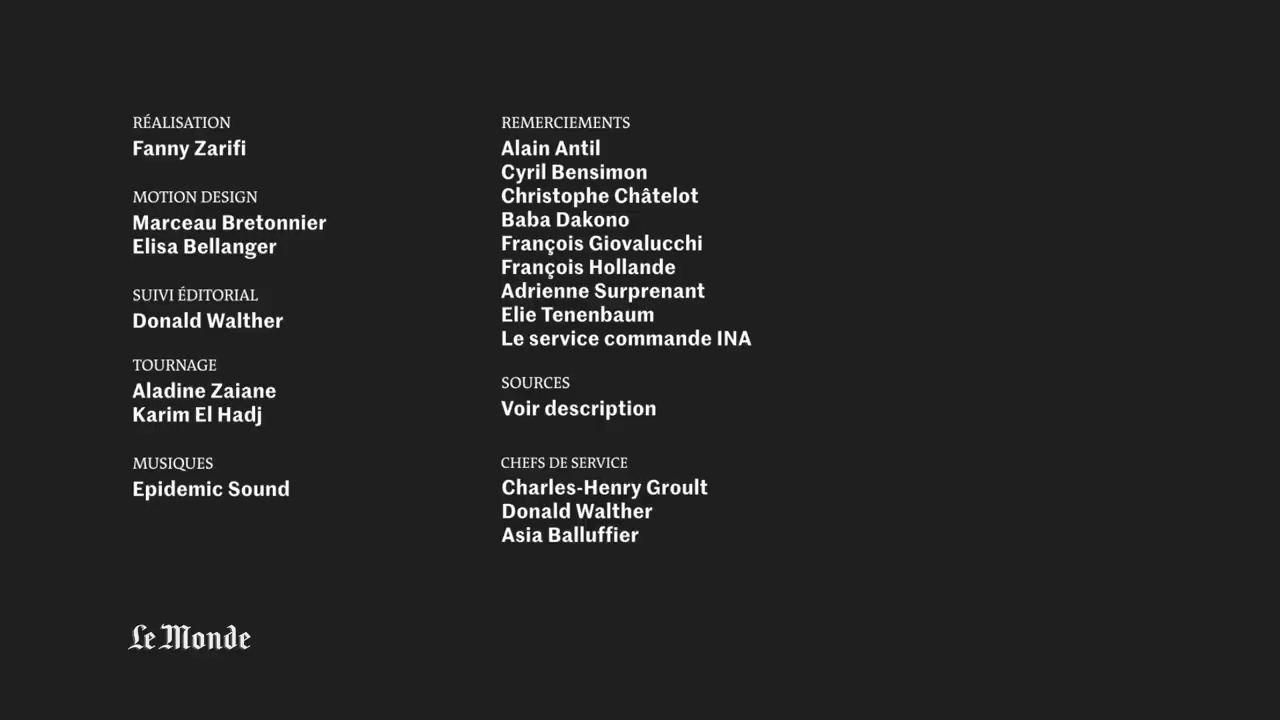 RÉALISATION
Fanny Zarifi
MOTION DESIGN
Marceau Bretonnier
Elisa Bellanger
SUIVI ÉDITORIAL
Donald Walther
TOURNAGE
Aladine Zaiane
Karim El Hadj
MUSIQUES
Epidemic Sound
REMERCIEMENTS
Alain Antil
Cyril Bensimon
Christophe Châtelot
Baba Dakono
François Giovalucchi
François Hollande
Adrienne Surprenant
Elie Tenenbaum
Le service commande INA
SOURCES
Voir description
CHEFS DE SERVICE
Charles-Henry Groult
Donald Walther
Asia Balluffier
Le Monde